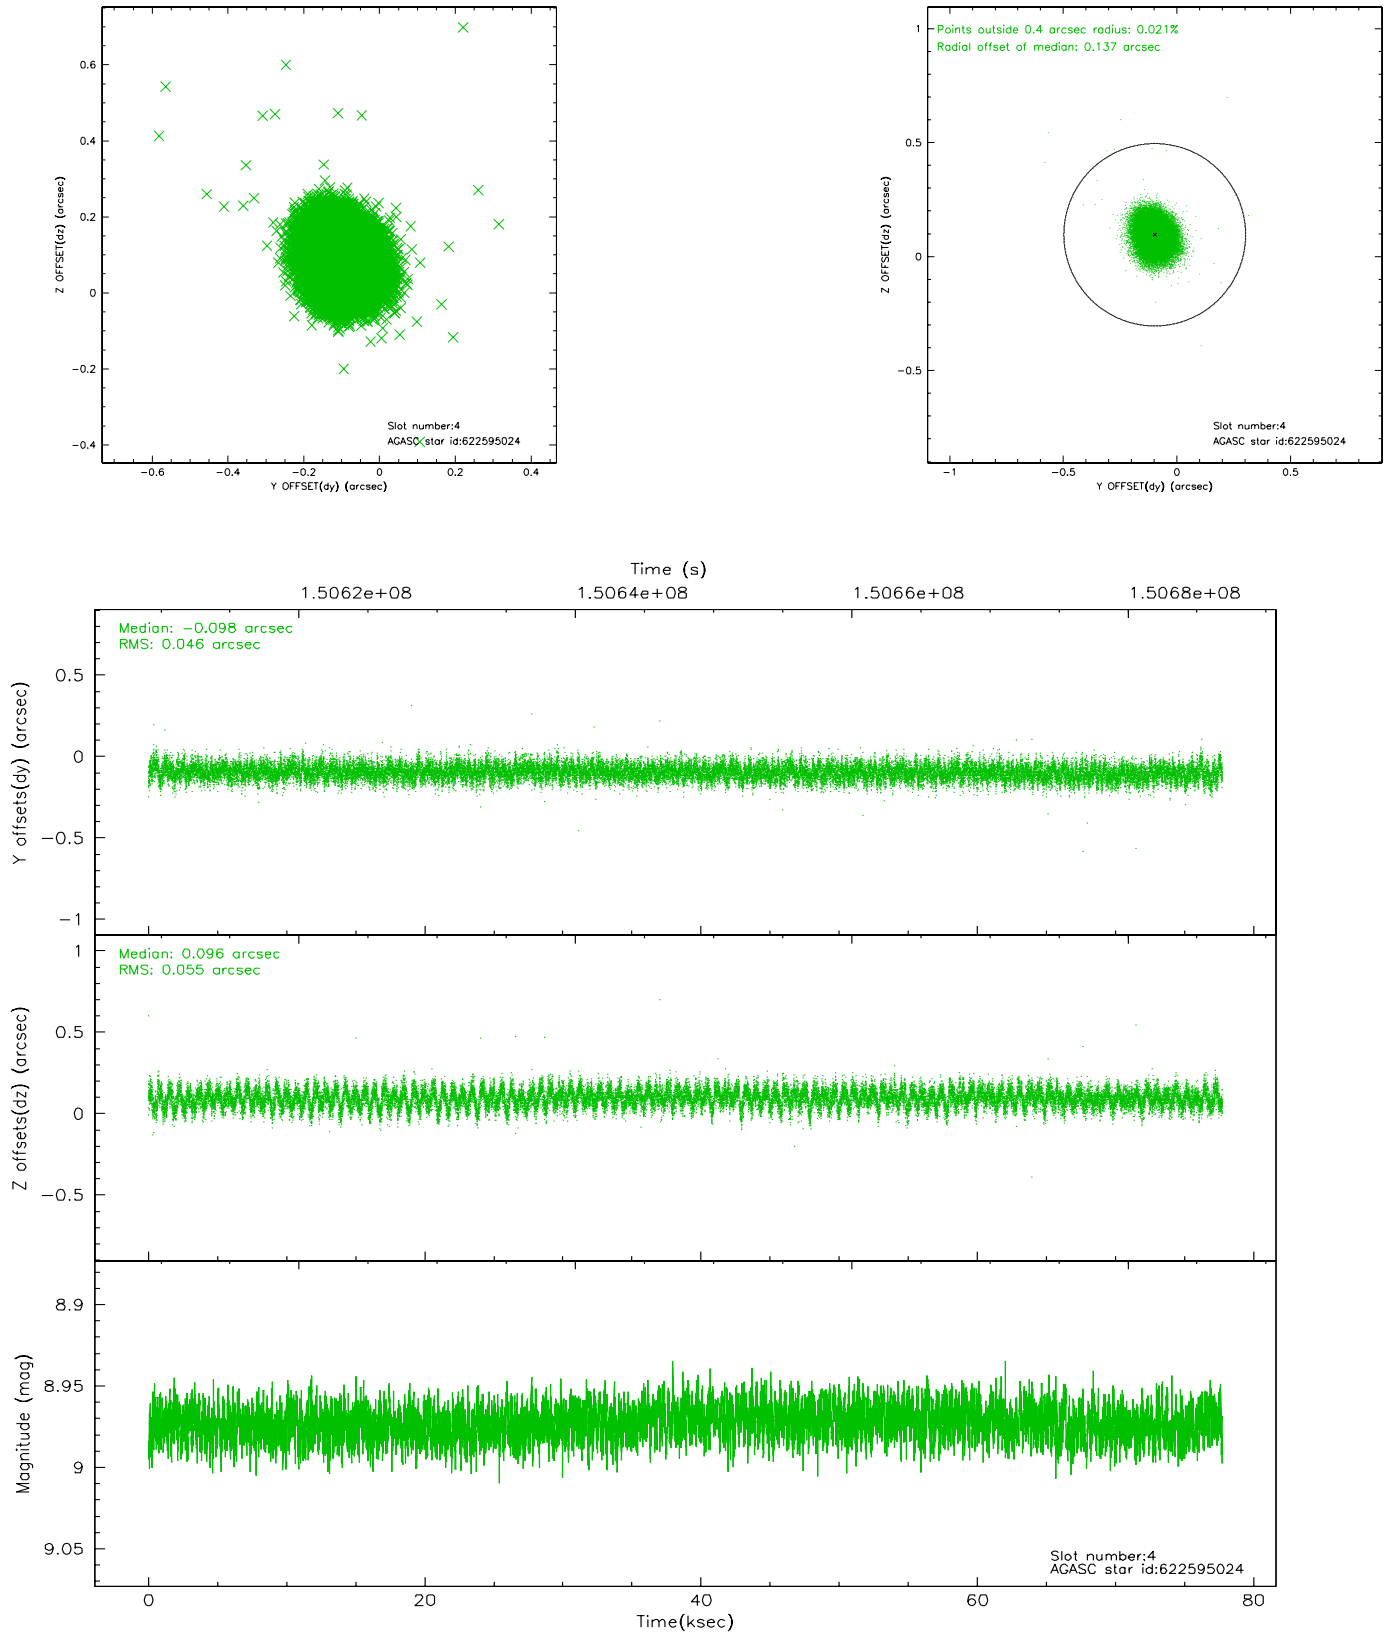 0.6
0.4
0.2
0
−0.2
−0.4
Z OFFSET(dz) (arcsec)
Slot number:4
AGASC star id:622595024
−0.6 −0.4 −0.2 0 0.2 0.4
Y OFFSET(dy) (arcsec)
Points outside 0.4 arcsec radius: 0.021%
Radial offset of median: 0.137 arcsec
1
0.5
0
−0.5
Z OFFSET(dz) (arcsec)
Slot number:4
AGASC star id:622595024
−1 −0.5 0 0.5
Y OFFSET(dy) (arcsec)
Time (s)
1.5062e+08 1.5064e+08 1.5066e+08 1.5068e+08
Median: −0.098 arcsec
RMS: 0.046 arcsec
0.5
0
−0.5
−1
Y offsets(dy) (arcsec)
Median: 0.096 arcsec
RMS: 0.055 arcsec
1
0.5
0
−0.5
Z offsets(dz) (arcsec)
8.9
8.95
9
9.05
Magnitude (mag)
Slot number:4
AGASC star id:622595024
0 20 40 60 80
Time(ksec)